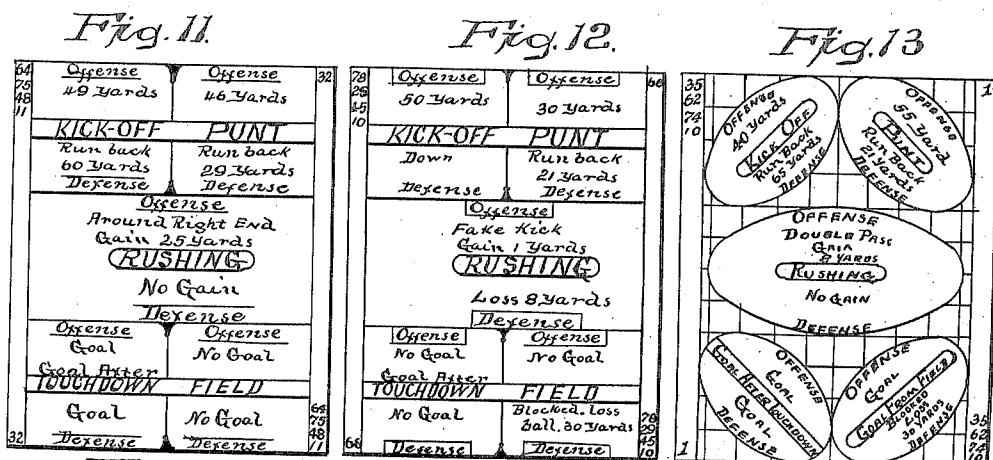 Fig. 11.
64
75
48
11
32
Offense
49 Yards
Offense
46 Yards
KICK-OFF PUNT
Run back
60 Yards
Defense
Run back
29 Yards
Defense
Offense
Around Right End
Gain 25 Yards
RUSHING
No Gain
Defense
Offense
Goal
Goal After
Offense
No Goal
TOUCHDOWN FIELD
Goal
Defense
No Goal
Defense
32
64
75
48
11
Fig. 12.
78
29
45
10
66
Offense
50 Yards
Offense
30 Yards
KICK-OFF PUNT
Down
Defense
Run back
21 Yards
Defense
Offense
Fake Kick
Gain 1 Yards
RUSHING
Loss 8 Yards
Defense
Offense
No Goal
Goal After
Offense
No Goal
TOUCHDOWN FIELD
No Goal
Defense
Blocked. loss
ball. 30 Yards
Defense
66
78
29
45
10
Fig. 13
35
62
74
10
1
OFFENSE
40 YARDS
KICK OFF
RUN BACK
65 YARDS
DEFENSE
OFFENSE
55 YARD
PUNT
RUN BACK
21 YARDS
DEFENSE
OFFENSE
DOUBLE PASS
GAIN
8 YARDS
RUSHING
NO GAIN
DEFENSE
OFFENSE
GOAL
GOAL AFTER TOUCHDOWN
GOAL
DEFENSE
OFFENSE
GOAL
GOAL FROM FIELD
BLOCKED
LOSS
30 YARDS
DEFENSE
1
35
62
74
10